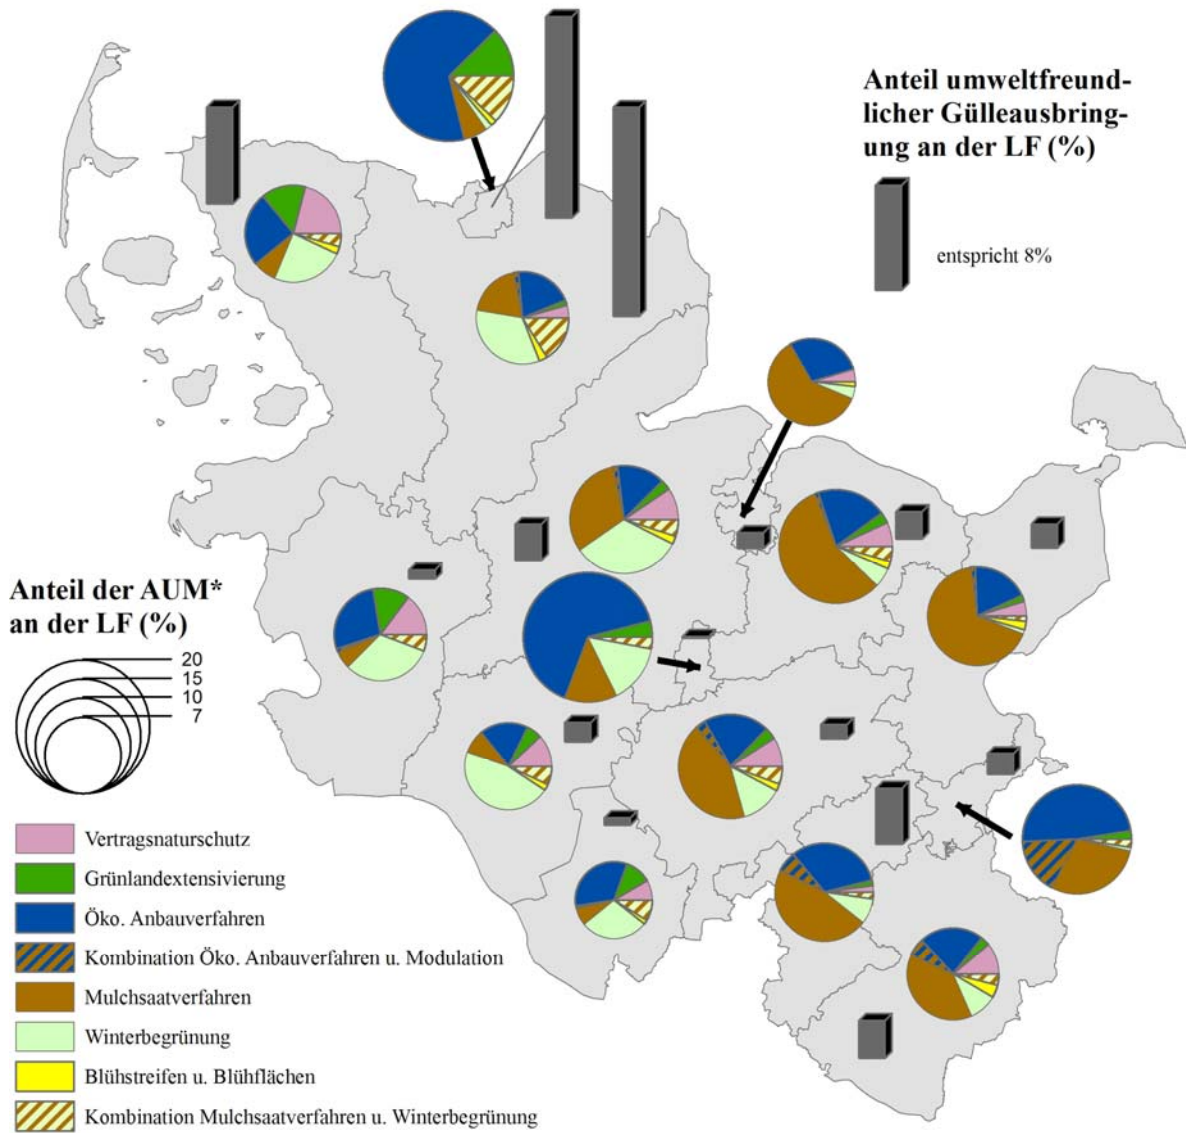 Anteil umweltfreund-
licher Gülleausbring-
ung an der LF (%)
entspricht 8%
Anteil der AUM*
an der LF (%)
20
15
10
7
Vertragsnaturschutz
Grünlandextensivierung
Öko. Anbauverfahren
Kombination Öko. Anbauverfahren u. Modulation
Mulchsaatverfahren
Winterbegrünung
Blühstreifen u. Blühflächen
Kombination Mulchsaatverfahren u. Winterbegrünung